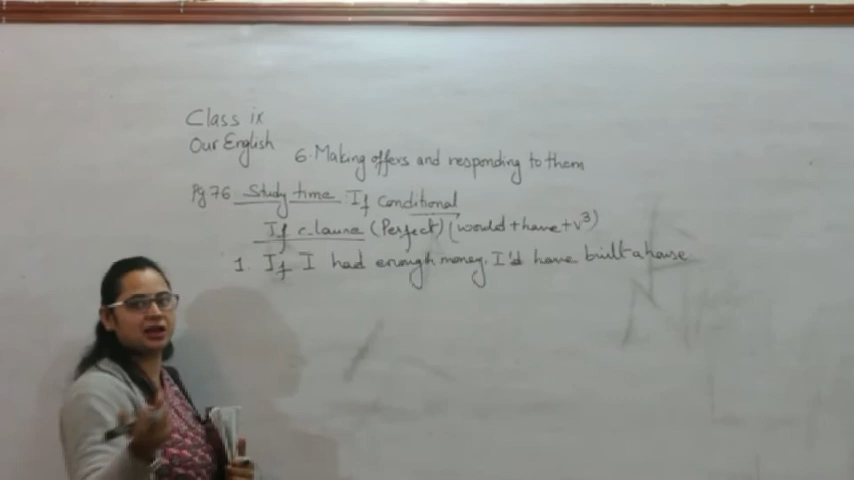 Class ix
Our English
6. Making offers and responding to them
Pg 76 Study time : If Conditional
If clause (Perfect) (would + have + v³)
1. If I had enough money, I'd have built a house